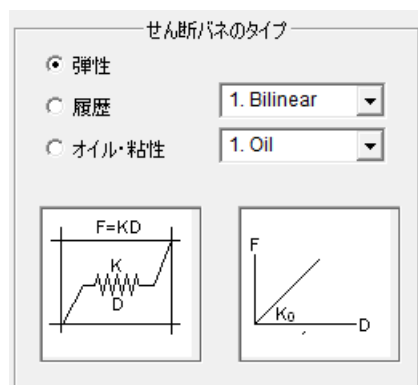 せん断バネのタイプ
弾性
履歴
1. Bilinear
オイル・粘性
1. Oil
F=KD
K
D
F
K0
D